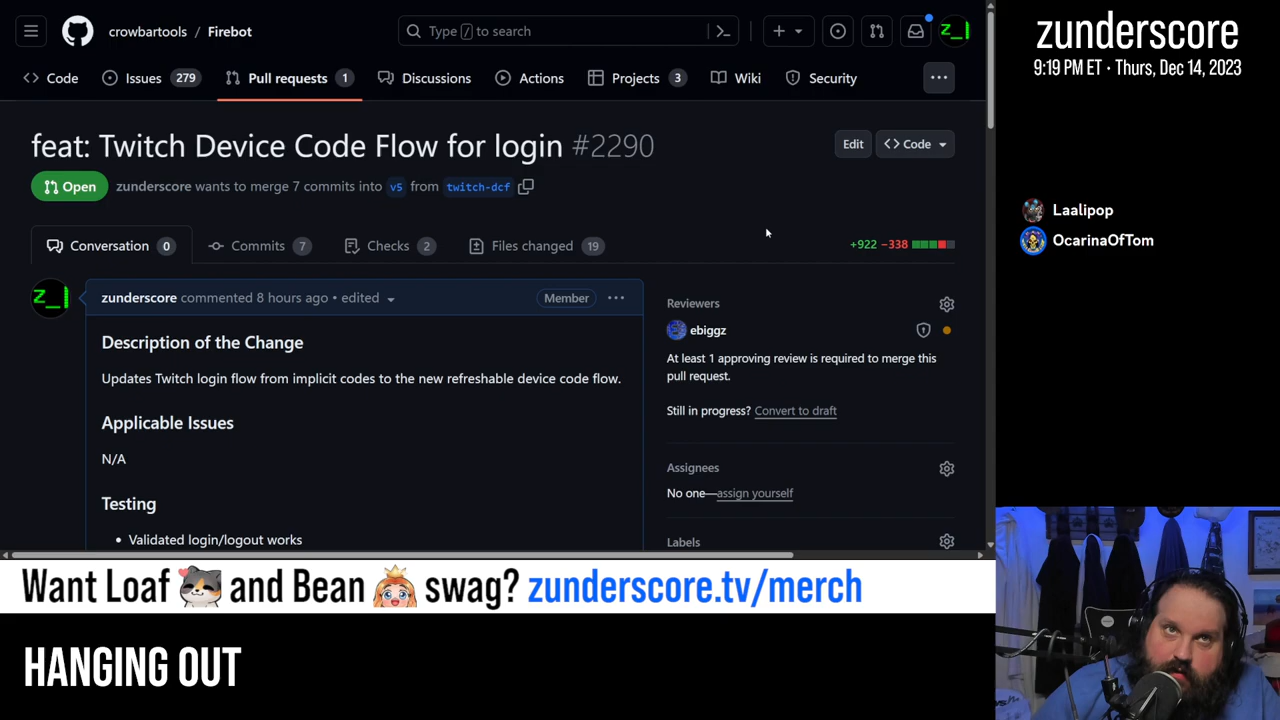 crowbartools / Firebot
Type / to search
Code
Issues 279
Pull requests 1
Discussions
Actions
Projects 3
Wiki
Security
feat: Twitch Device Code Flow for login #2290
Edit
Code
Open
zunderscore wants to merge 7 commits into v5 from twitch-dcf
Conversation 0
Commits 7
Checks 2
Files changed 19
+922 −338
zunderscore commented 8 hours ago • edited
Member
Description of the Change
Updates Twitch login flow from implicit codes to the new refreshable device code flow.
Applicable Issues
N/A
Testing
• Validated login/logout works
Reviewers
ebiggz
At least 1 approving review is required to merge this
pull request.
Still in progress? Convert to draft
Assignees
No one—assign yourself
Labels
zunderscore
9:19 PM ET • Thurs, Dec 14, 2023
Laalipop
OcarinaOfTom
Want Loaf and Bean swag? zunderscore.tv/merch
HANGING OUT